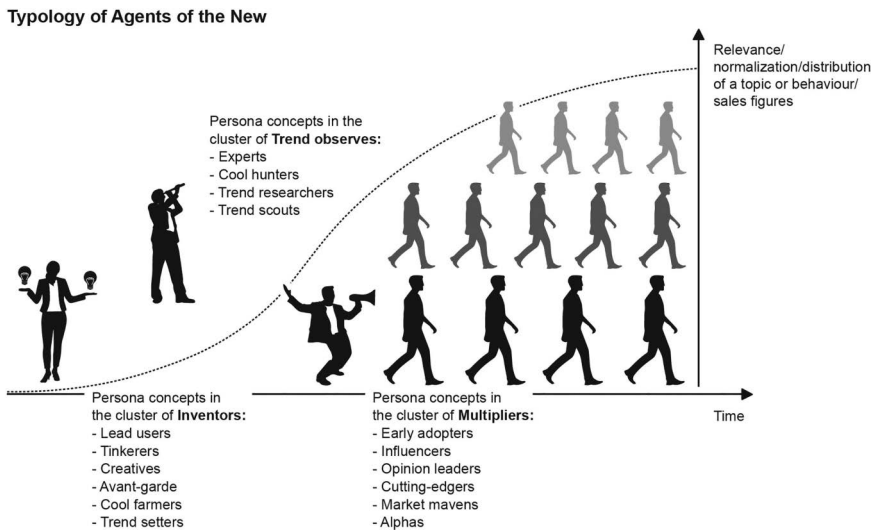 Typology of Agents of the New
Relevance/
normalization/distribution
of a topic or behaviour/
sales figures
Persona concepts in the
cluster of Trend observes:
- Experts
- Cool hunters
- Trend researchers
- Trend scouts
Persona concepts in
the cluster of Inventors:
- Lead users
- Tinkerers
- Creatives
- Avant-garde
- Cool farmers
- Trend setters
Persona concepts in
the cluster of Multipliers:
- Early adopters
- Influencers
- Opinion leaders
- Cutting-edgers
- Market mavens
- Alphas
Time